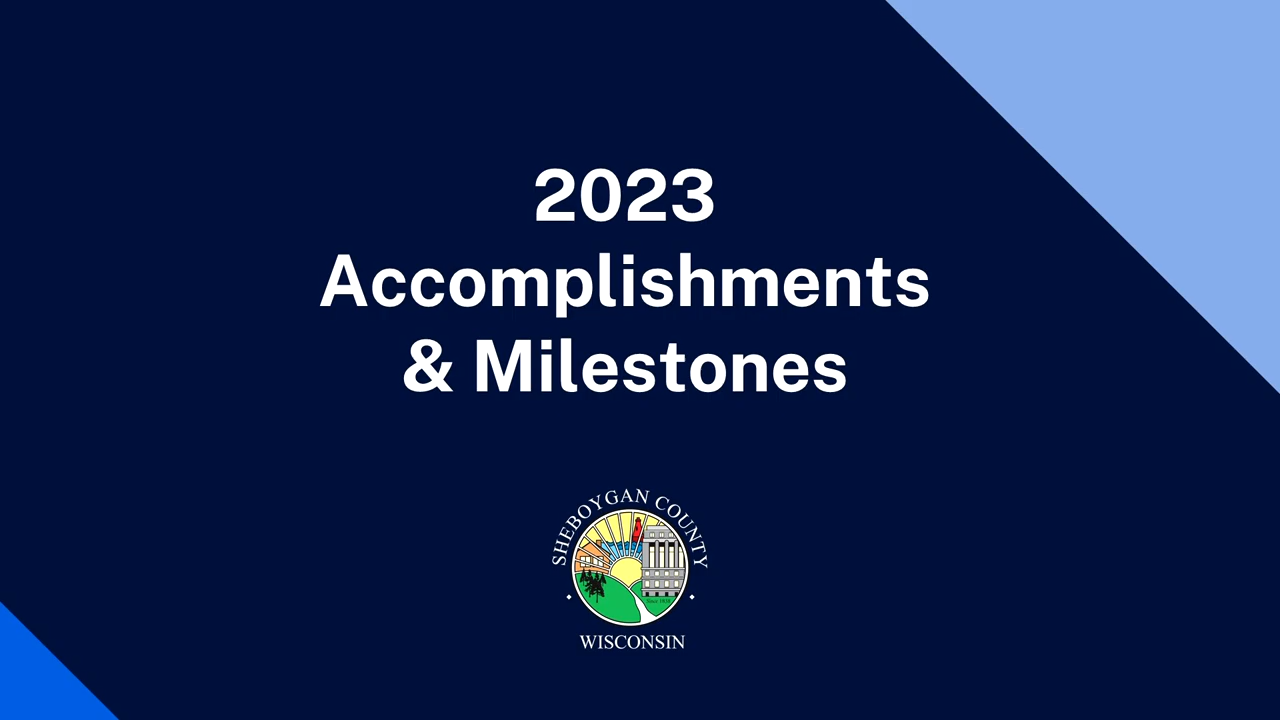 2023
Accomplishments
& Milestones
SHEBOYGAN COUNTY
WISCONSIN